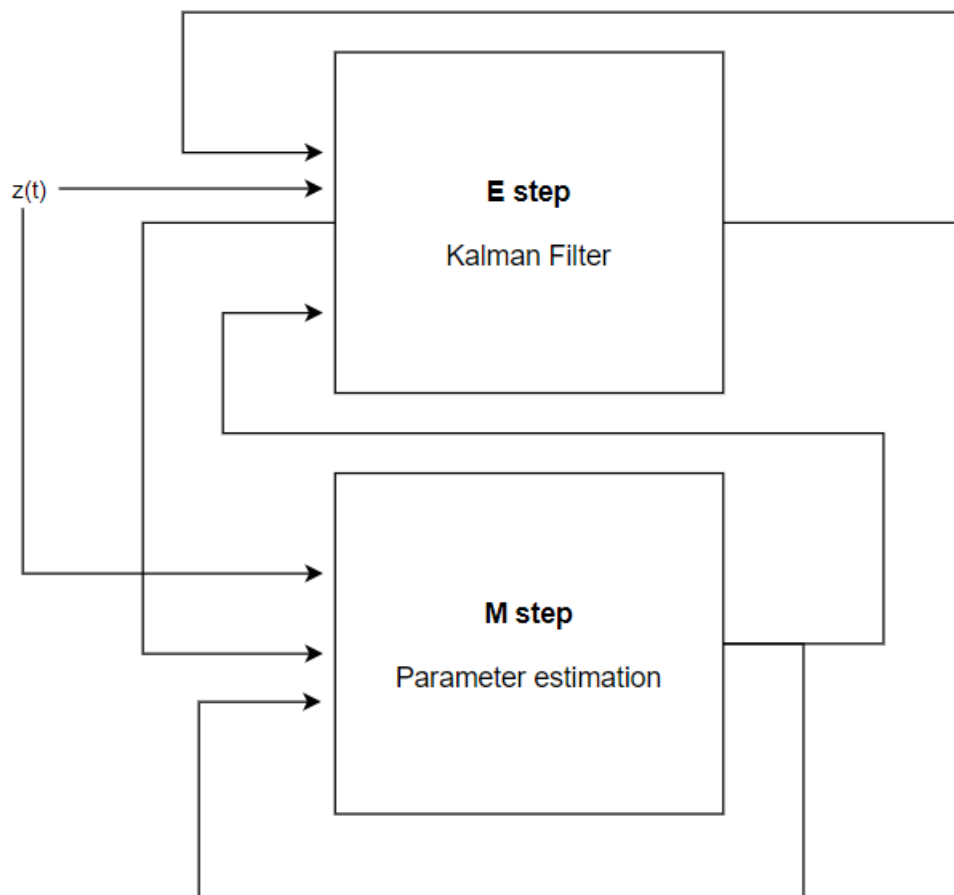 E step
z(t)
Kalman Filter
M step
Parameter estimation